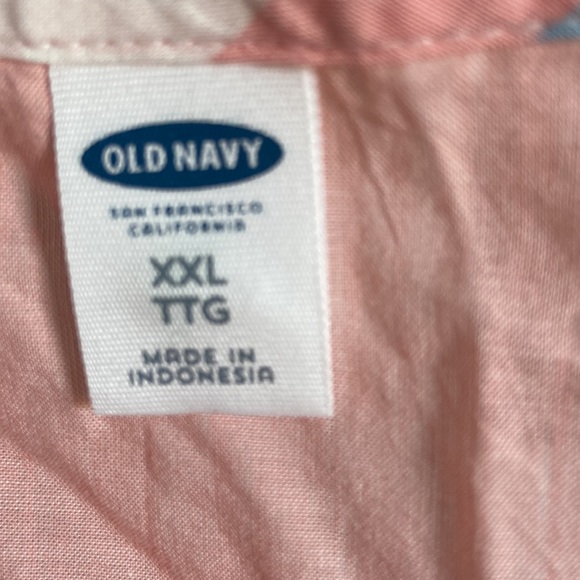 OLD NAVY
SAN FRANCISCO
CALIFORNIA
XXL
TTG
MADE IN
INDONESIA